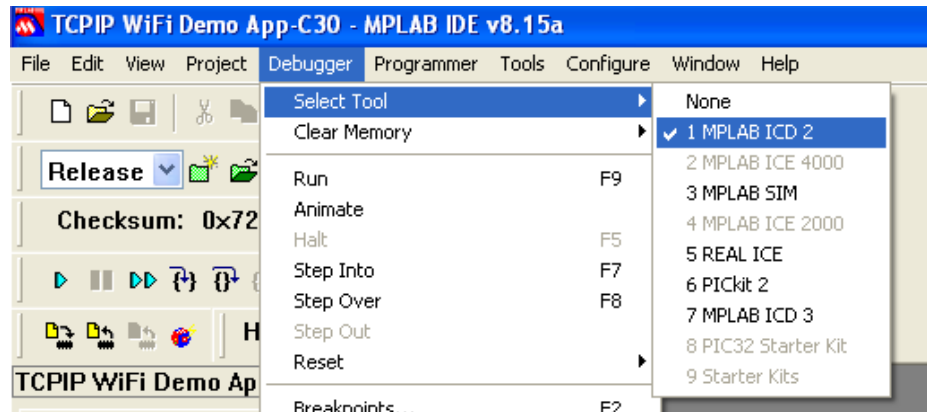 TCPIP WiFi Demo App-C30 - MPLAB IDE v8.15a
File Edit View Project Debugger Programmer Tools Configure Window Help
Select Tool
Clear Memory
Run F9
Animate
Halt F5
Step Into F7
Step Over F8
Step Out
Reset
Breakpoints... F2
None
1 MPLAB ICD 2
2 MPLAB ICE 4000
3 MPLAB SIM
4 MPLAB ICE 2000
5 REAL ICE
6 PICkit 2
7 MPLAB ICD 3
8 PIC32 Starter Kit
9 Starter Kits
Release
Checksum: 0x72
H
TCPIP WiFi Demo Ap